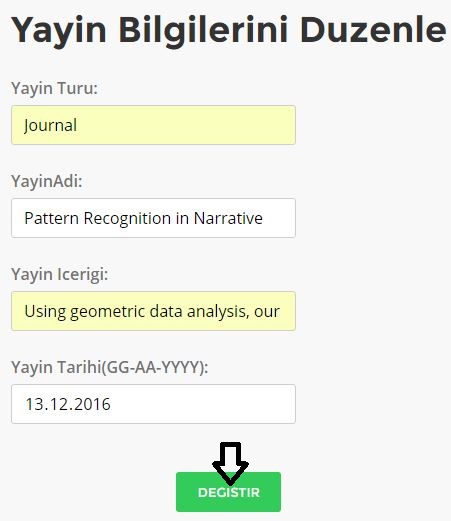 Yayin Bilgilerini Duzenle
Yayin Turu:
Journal
YayinAdi:
Pattern Recognition in Narrative
Yayin Icerigi:
Using geometric data analysis, our
Yayin Tarihi(GG-AA-YYYY):
13.12.2016
DEGISTIR